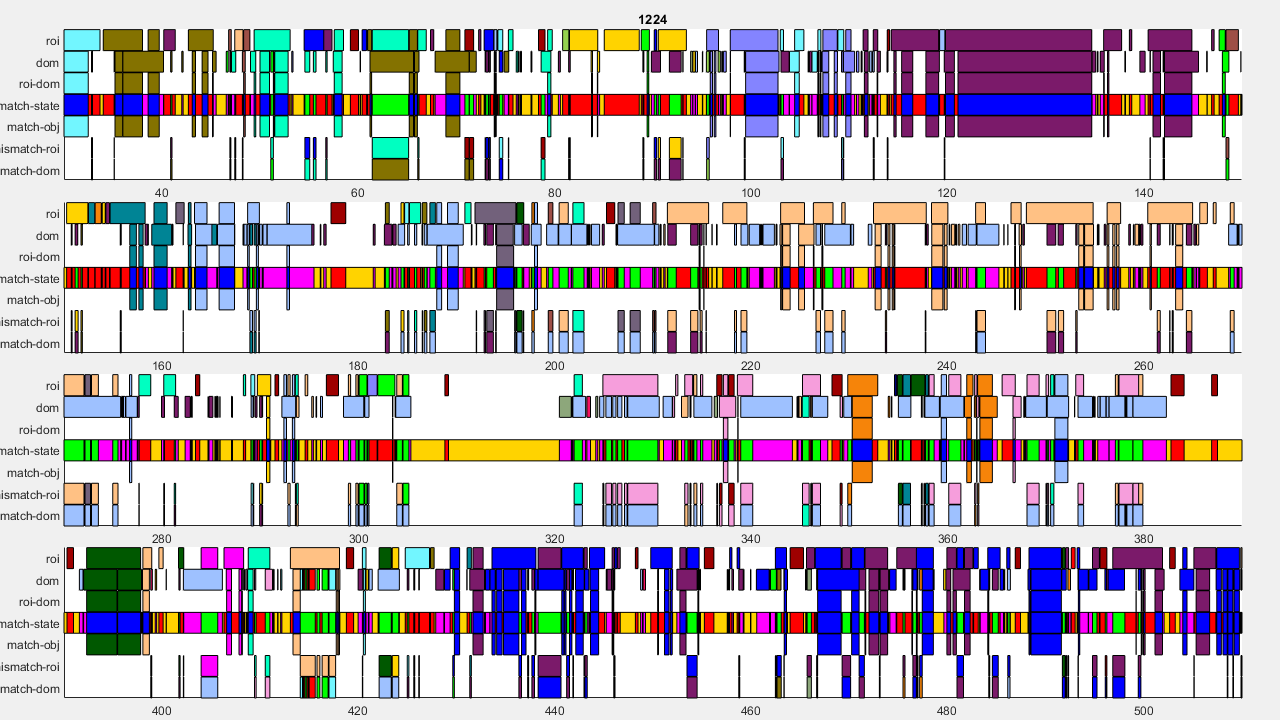 1224
roi
dom
roi-dom
match-state
match-obj
ismatch-roi
match-dom
40 60 80 100 120 140
roi
dom
roi-dom
match-state
match-obj
ismatch-roi
match-dom
160 180 200 220 240 260
roi
dom
roi-dom
match-state
match-obj
ismatch-roi
match-dom
280 300 320 340 360 380
roi
dom
roi-dom
match-state
match-obj
ismatch-roi
match-dom
400 420 440 460 480 500